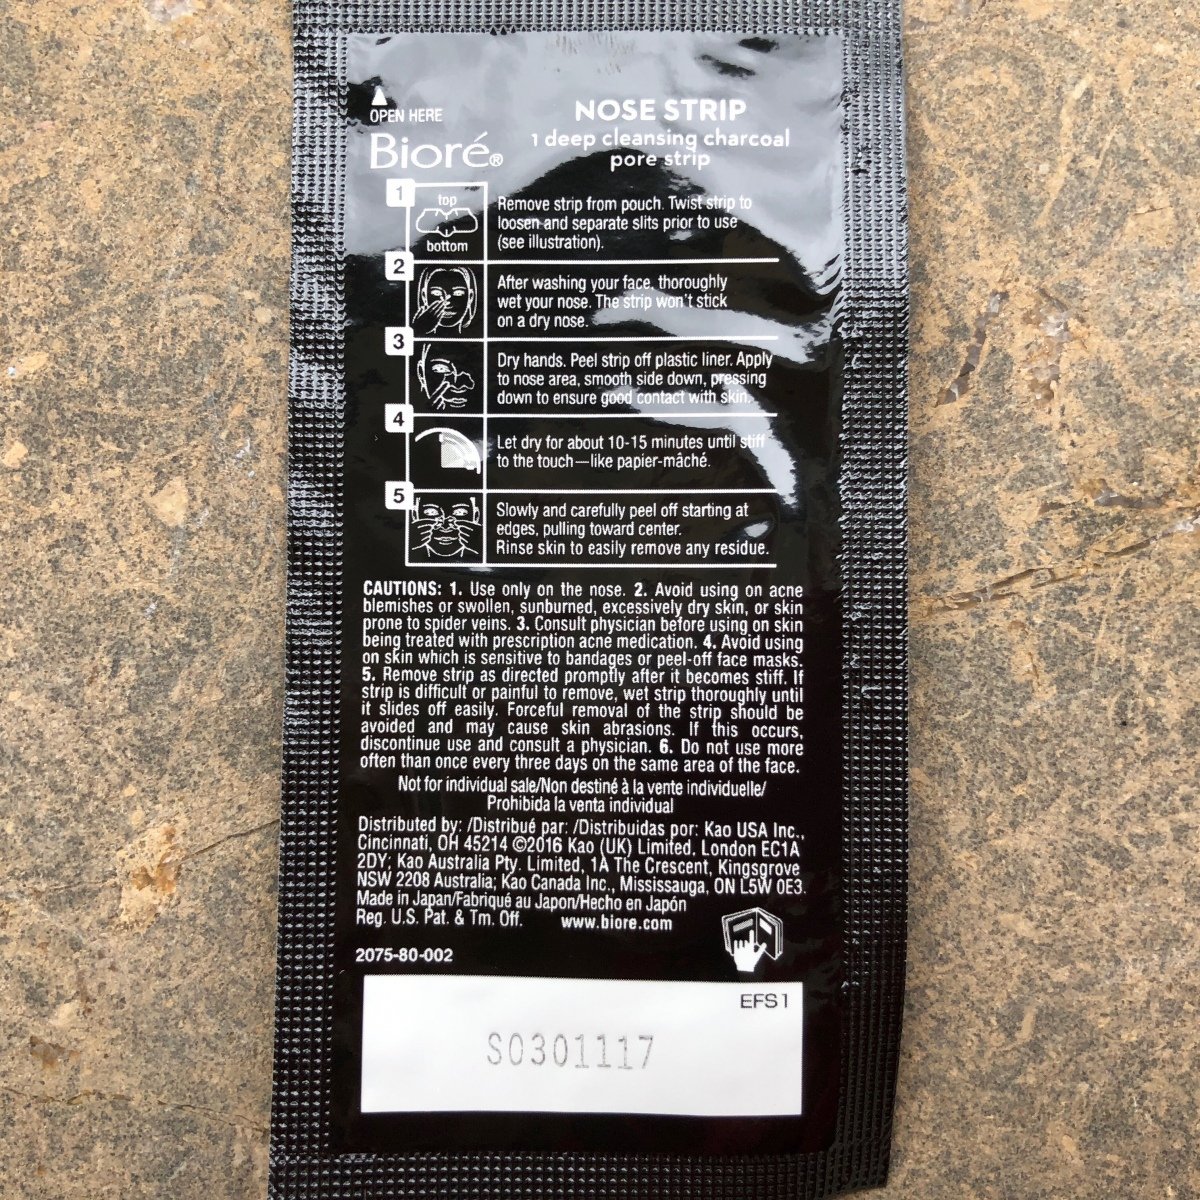 OPEN HERE
Bioré®
NOSE STRIP
1 deep cleansing charcoal
pore strip
1
top
bottom
Remove strip from pouch. Twist strip to
loosen and separate slits prior to use
(see illustration).
2
After washing your face, thoroughly
wet your nose. The strip won't stick
on a dry nose.
3
Dry hands. Peel strip off plastic liner. Apply
to nose area, smooth side down, pressing
down to ensure good contact with skin.
4
Let dry for about 10-15 minutes until stiff
to the touch—like papier-mâché.
5
Slowly and carefully peel off starting at
edges, pulling toward center.
Rinse skin to easily remove any residue.
CAUTIONS: 1. Use only on the nose. 2. Avoid using on acne
blemishes or swollen, sunburned, excessively dry skin, or skin
prone to spider veins. 3. Consult physician before using on skin
being treated with prescription acne medication. 4. Avoid using
on skin which is sensitive to bandages or peel-off face masks.
5. Remove strip as directed promptly after it becomes stiff. If
strip is difficult or painful to remove, wet strip thoroughly until
it slides off easily. Forceful removal of the strip should be
avoided and may cause skin abrasions. If this occurs,
discontinue use and consult a physician. 6. Do not use more
often than once every three days on the same area of the face.
Not for individual sale/Non destiné à la vente individuelle/
Prohibida la venta individual
Distributed by: /Distribué par: /Distribuidas por: Kao USA Inc.,
Cincinnati, OH 45214 ©2016 Kao (UK) Limited, London EC1A
2DY; Kao Australia Pty. Limited, 1A The Crescent, Kingsgrove
NSW 2208 Australia; Kao Canada Inc., Mississauga, ON L5W 0E3.
Made in Japan/Fabriqué au Japon/Hecho en Japón
Reg. U.S. Pat. & Tm. Off. www.biore.com
2075-80-002
EFS1
S0301117